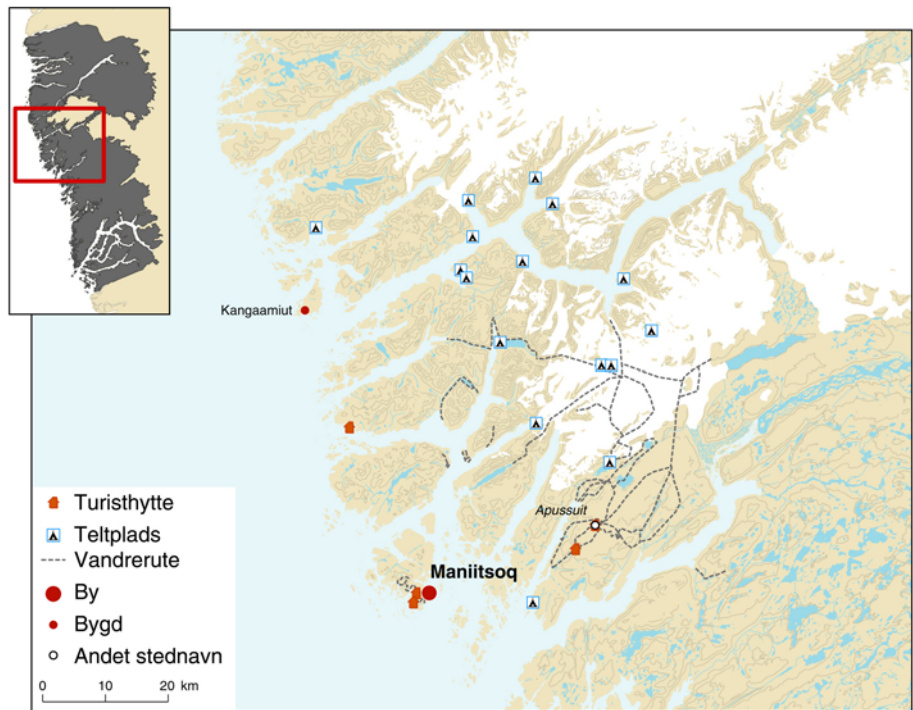 Kangaamiut
Apussuit
Maniitsoq
Turisthytte
Teltplads
Vandrerute
By
Bygd
Andet stednavn
0 10 20 km